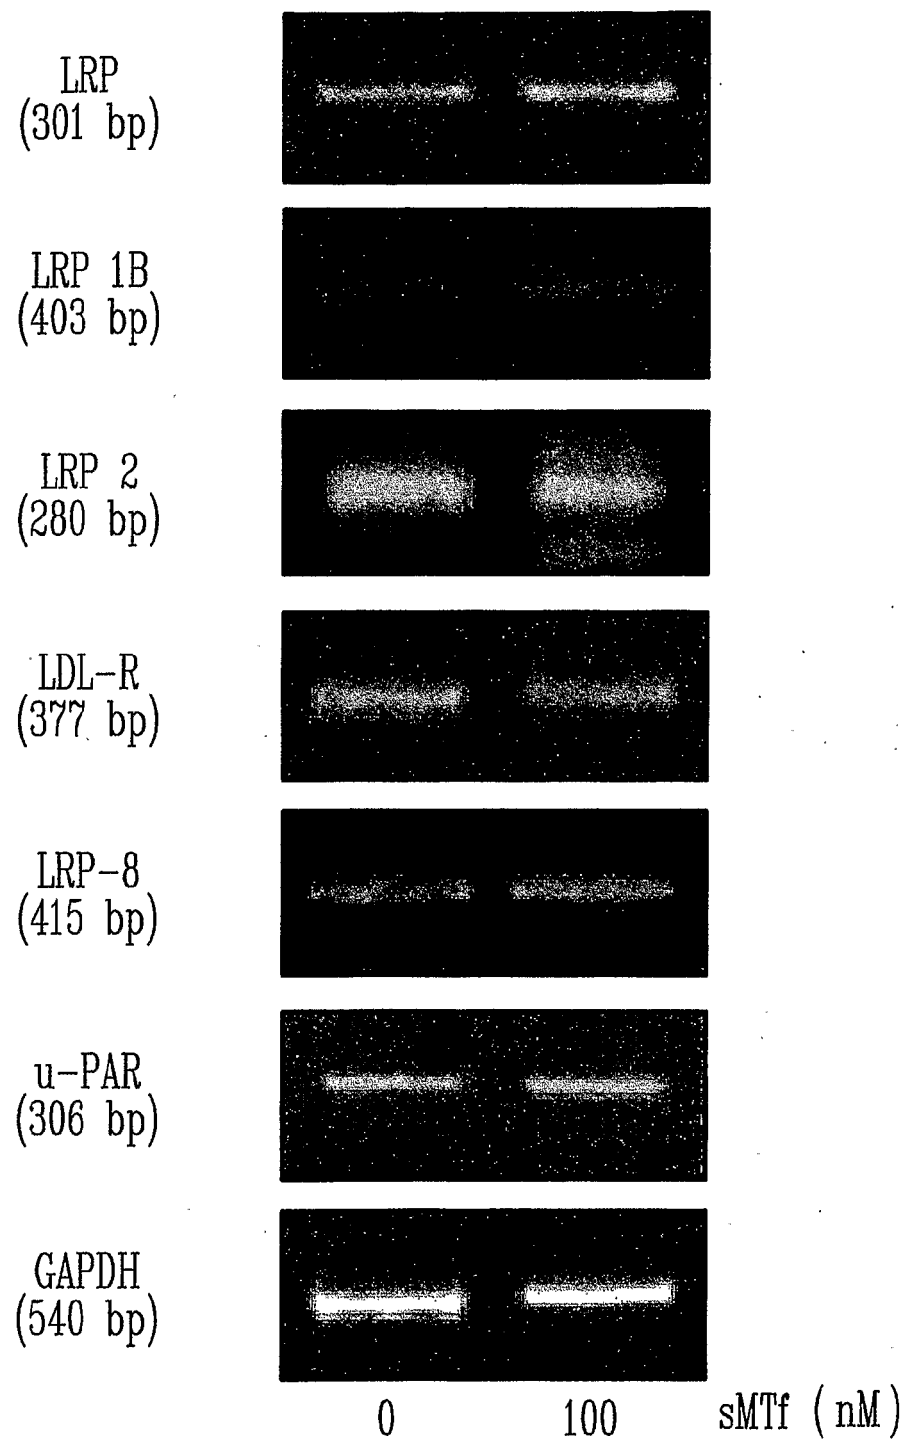 LRP
(301 bp)
LRP 1B
(403 bp)
LRP 2
(280 bp)
LDL-R
(377 bp)
LRP-8
(415 bp)
u-PAR
(306 bp)
GAPDH
(540 bp)
0 100 sMTf (nM)